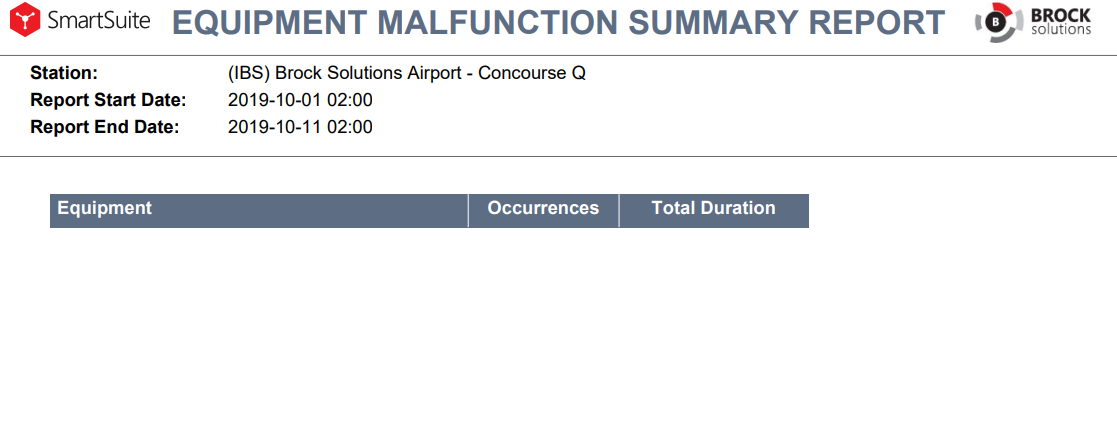 SmartSuite
EQUIPMENT MALFUNCTION SUMMARY REPORT
B
BROCK
solutions
Station: (IBS) Brock Solutions Airport - Concourse Q
Report Start Date: 2019-10-01 02:00
Report End Date: 2019-10-11 02:00
Equipment Occurrences Total Duration